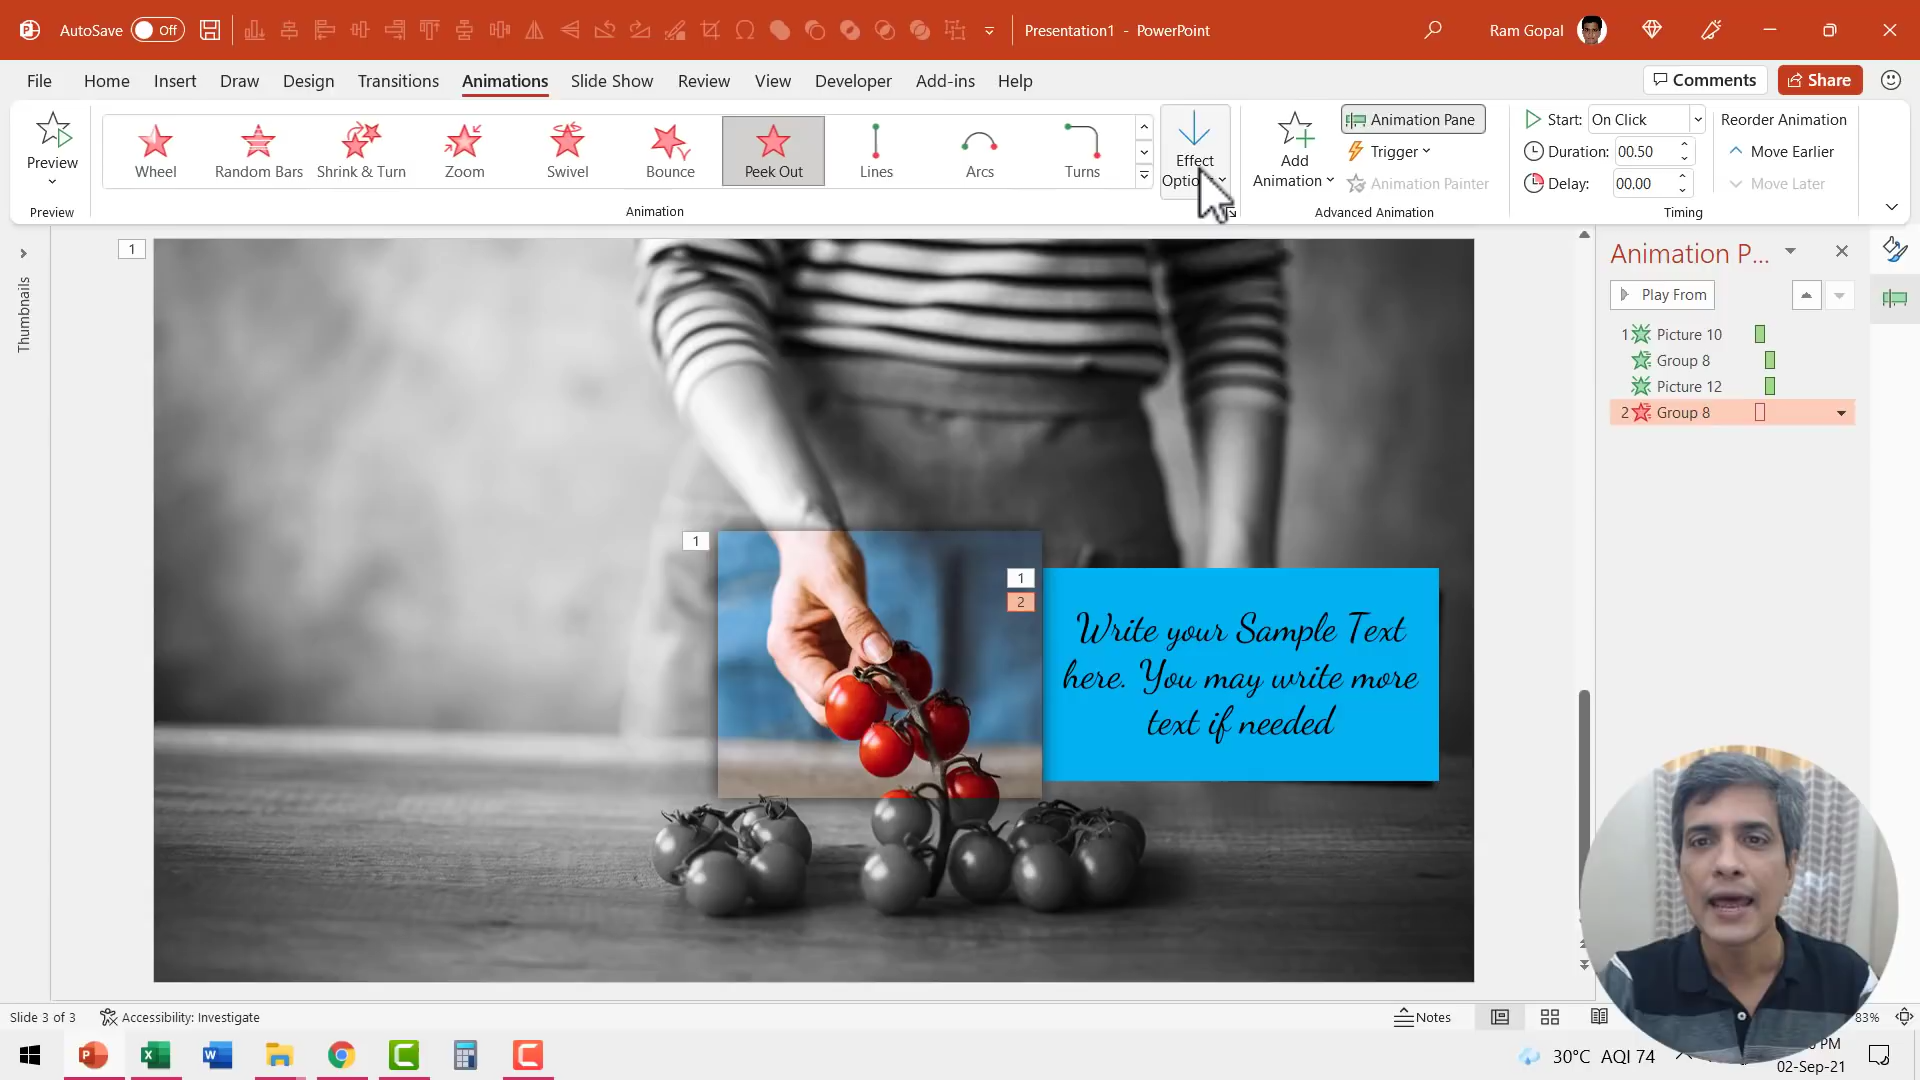 AutoSave Off
Presentation1 - PowerPoint
Ram Gopal
File Home Insert Draw Design Transitions Animations Slide Show Review View Developer Add-ins Help
Comments Share
Preview
Wheel Random Bars Shrink & Turn Zoom Swivel Bounce Peek Out Lines Arcs Turns
Effect
Add
Animation
Animation Pane
Trigger
Animation Painter
Start: On Click
Duration: 00.50
Delay: 00.00
Reorder Animation
Move Earlier
Move Later
Preview Animation Advanced Animation Timing
Thumbnails
1
1
1
2
Write your Sample Text
here. You may write more
text if needed
Animation P...
Play From
1 Picture 10
Group 8
Picture 12
2 Group 8
Slide 3 of 3 Accessibility: Investigate Notes 83%
30°C AQI 74
PM
02-Sep-21